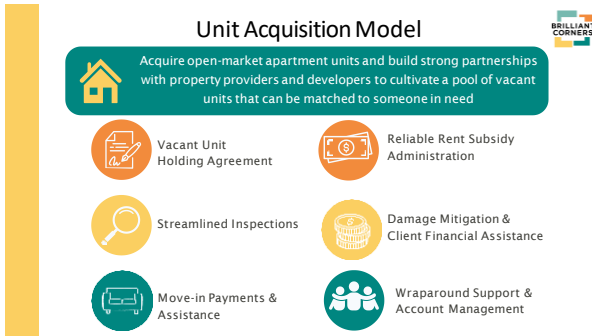 Unit Acquisition Model
BRILLIANT
CORNERS
Acquire open-market apartment units and build strong partnerships
with property providers and developers to cultivate a pool of vacant
units that can be matched to someone in need
Vacant Unit
Holding Agreement
Reliable Rent Subsidy
Administration
Streamlined Inspections
Damage Mitigation &
Client Financial Assistance
Move-in Payments &
Assistance
Wraparound Support &
Account Management